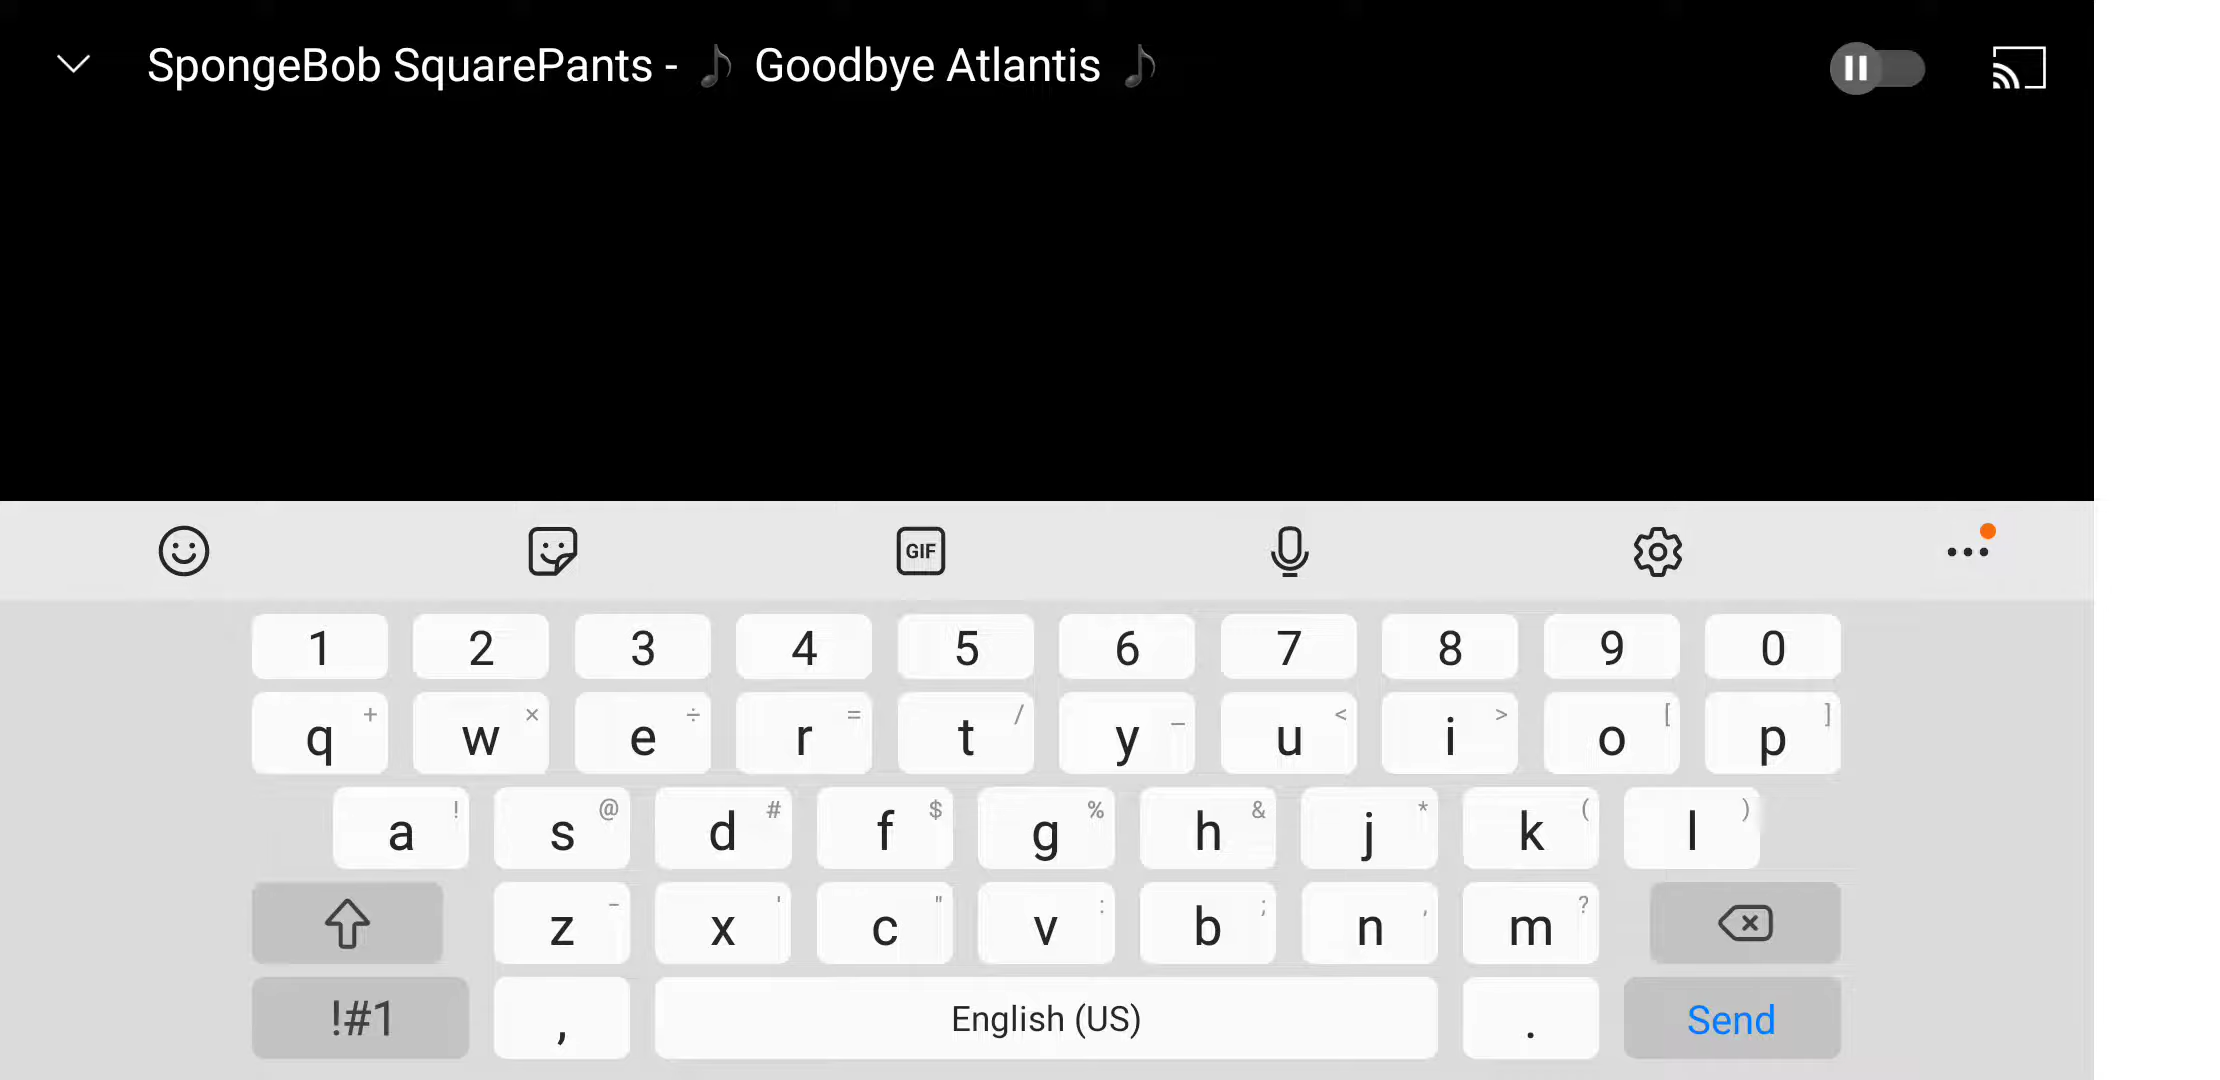 SpongeBob SquarePants - 🎵 Goodbye Atlantis 🎵
GIF
1 2 3 4 5 6 7 8 9 0
q + w × e ÷ r = t / y _ u < i > o [ p ]
a ! s @ d # f $ g % h & j * k ( l )
z - x ' c " v : b ; n , m ?
!#1 , English (US) . Send